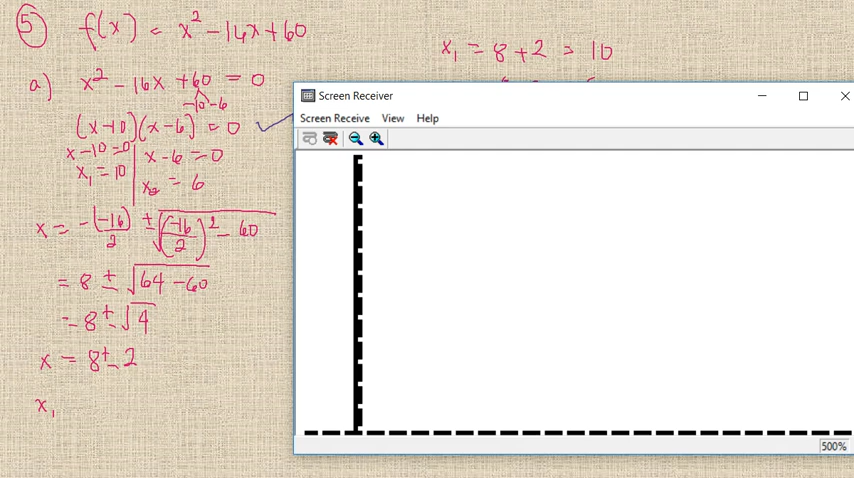 5) f(x) = x² - 16x + 60
a) x² - 16x + 60 = 0
-10 -6
(x-10)(x-6) = 0 ✓
x-10=0 | x-6=0
x₁=10 | x₂ = 6
x = -(-16)/2 ± √((-16/2)² - 60)
= 8 ± √(64-60)
= 8 ± √4
x = 8 ± 2
x₁
x₁ = 8+2 = 10
Screen Receiver
Screen Receive View Help
500%